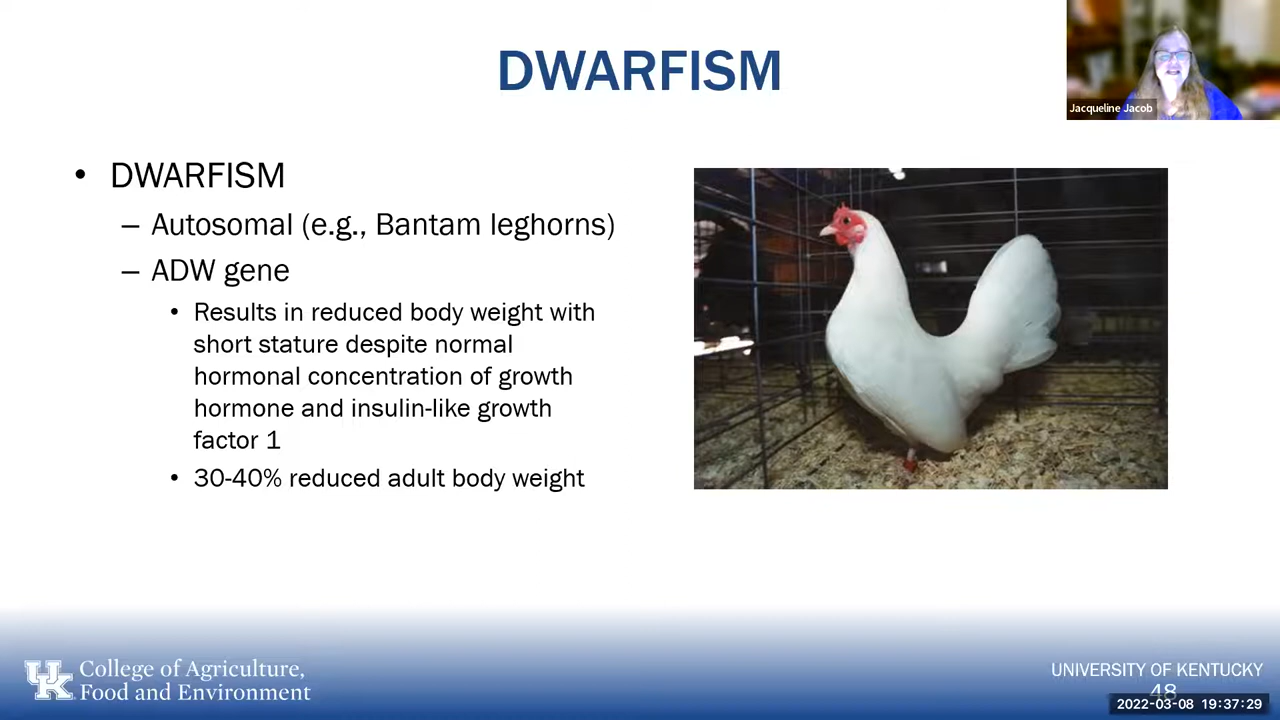 DWARFISM
Jacqueline Jacob
• DWARFISM
– Autosomal (e.g., Bantam leghorns)
– ADW gene
• Results in reduced body weight with
short stature despite normal
hormonal concentration of growth
hormone and insulin-like growth
factor 1
• 30-40% reduced adult body weight
UK
College of Agriculture,
Food and Environment
UNIVERSITY OF KENTUCKY
48
2022-03-08 19:37:29